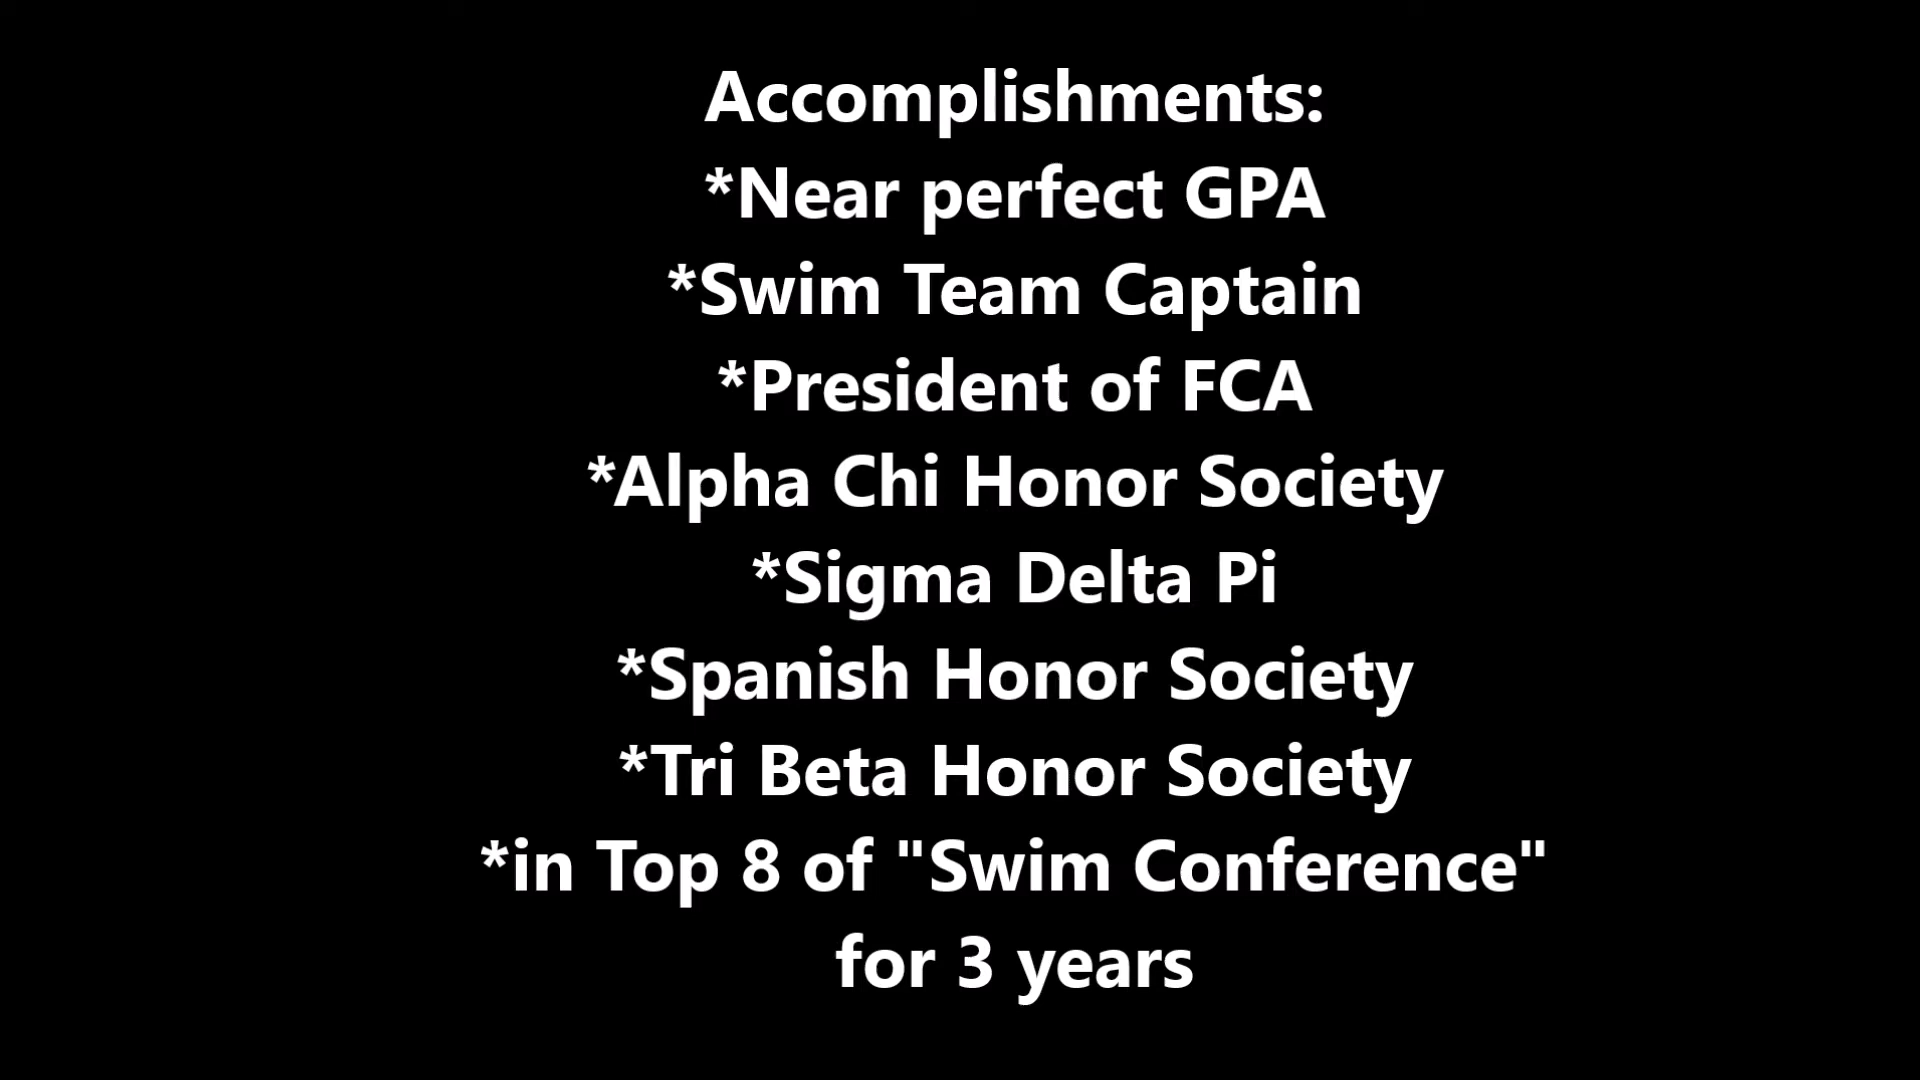 Accomplishments:
*Near perfect GPA
*Swim Team Captain
*President of FCA
*Alpha Chi Honor Society
*Sigma Delta Pi
*Spanish Honor Society
*Tri Beta Honor Society
*in Top 8 of "Swim Conference"
for 3 years